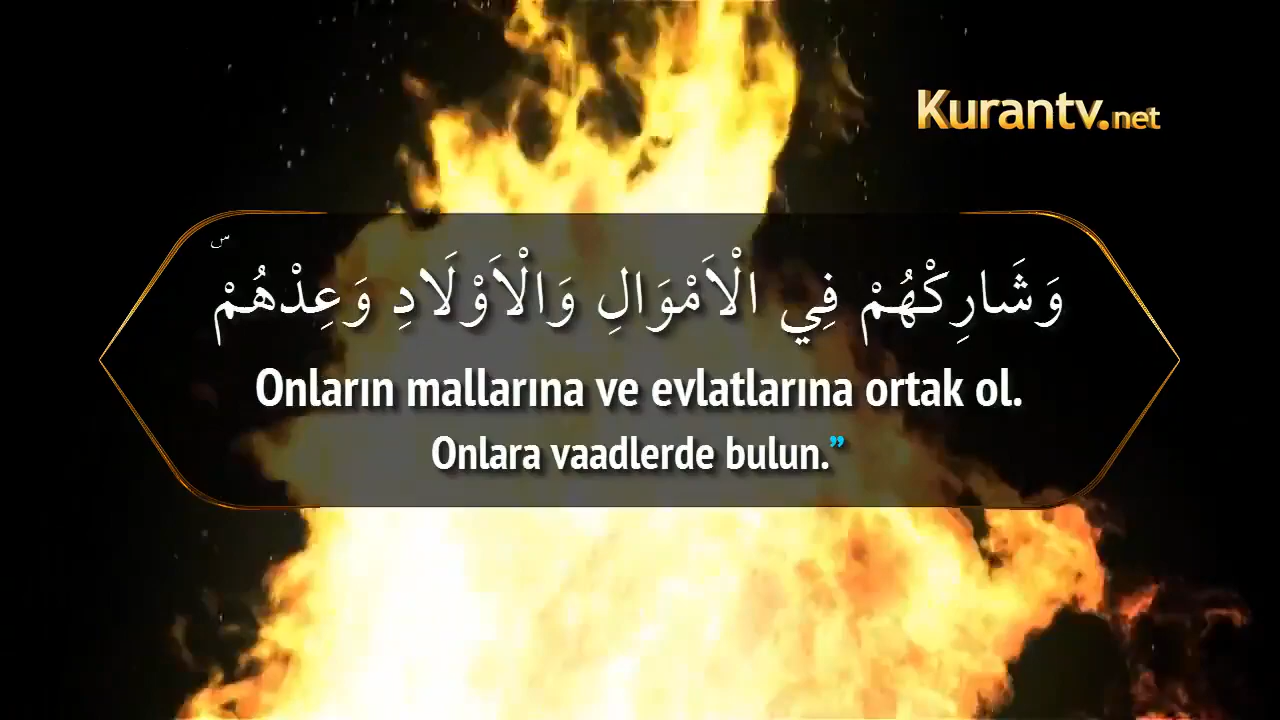 Kurantv.net
وَشَارِكْهُمْ فِي الْاَمْوَالِ وَالْاَوْلَادِ وَعِدْهُمْۜ
Onların mallarına ve evlatlarına ortak ol.
Onlara vaadlerde bulun.”